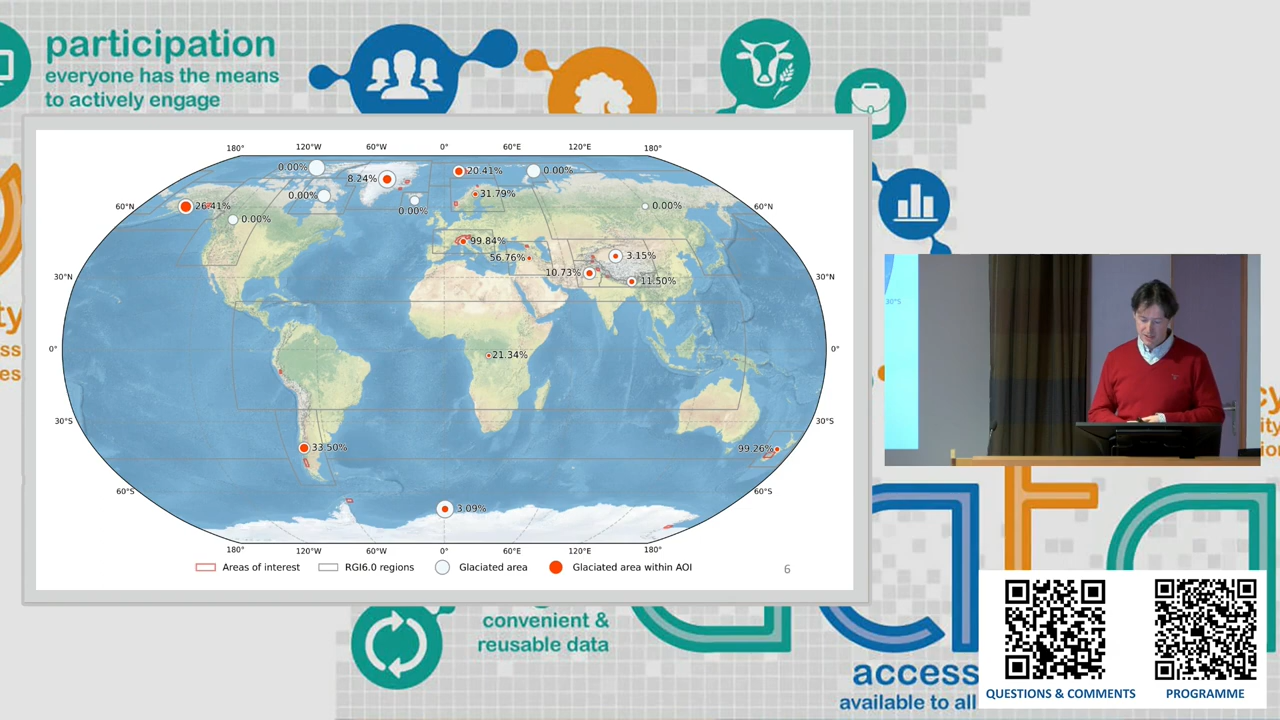 participation
everyone has the means
to actively engage
180° 120°W 60°W 0° 60°E 120°E 180°
0.00%
8.24%
20.41%
0.00%
0.00%
31.79%
60°N
26.41%
0.00%
0.00%
0.00%
60°N
99.84%
56.76%
3.15%
30°N
10.73%
11.50%
30°N
30°S
0°
21.34%
0°
30°S
33.50%
99.26%
30°S
60°S
3.09%
60°S
180° 120°W 60°W 0° 60°E 120°E 180°
Areas of interest
RGI6.0 regions
Glaciated area
Glaciated area within AOI
6
convenient &
reusable data
access
available to all
QUESTIONS & COMMENTS
PROGRAMME